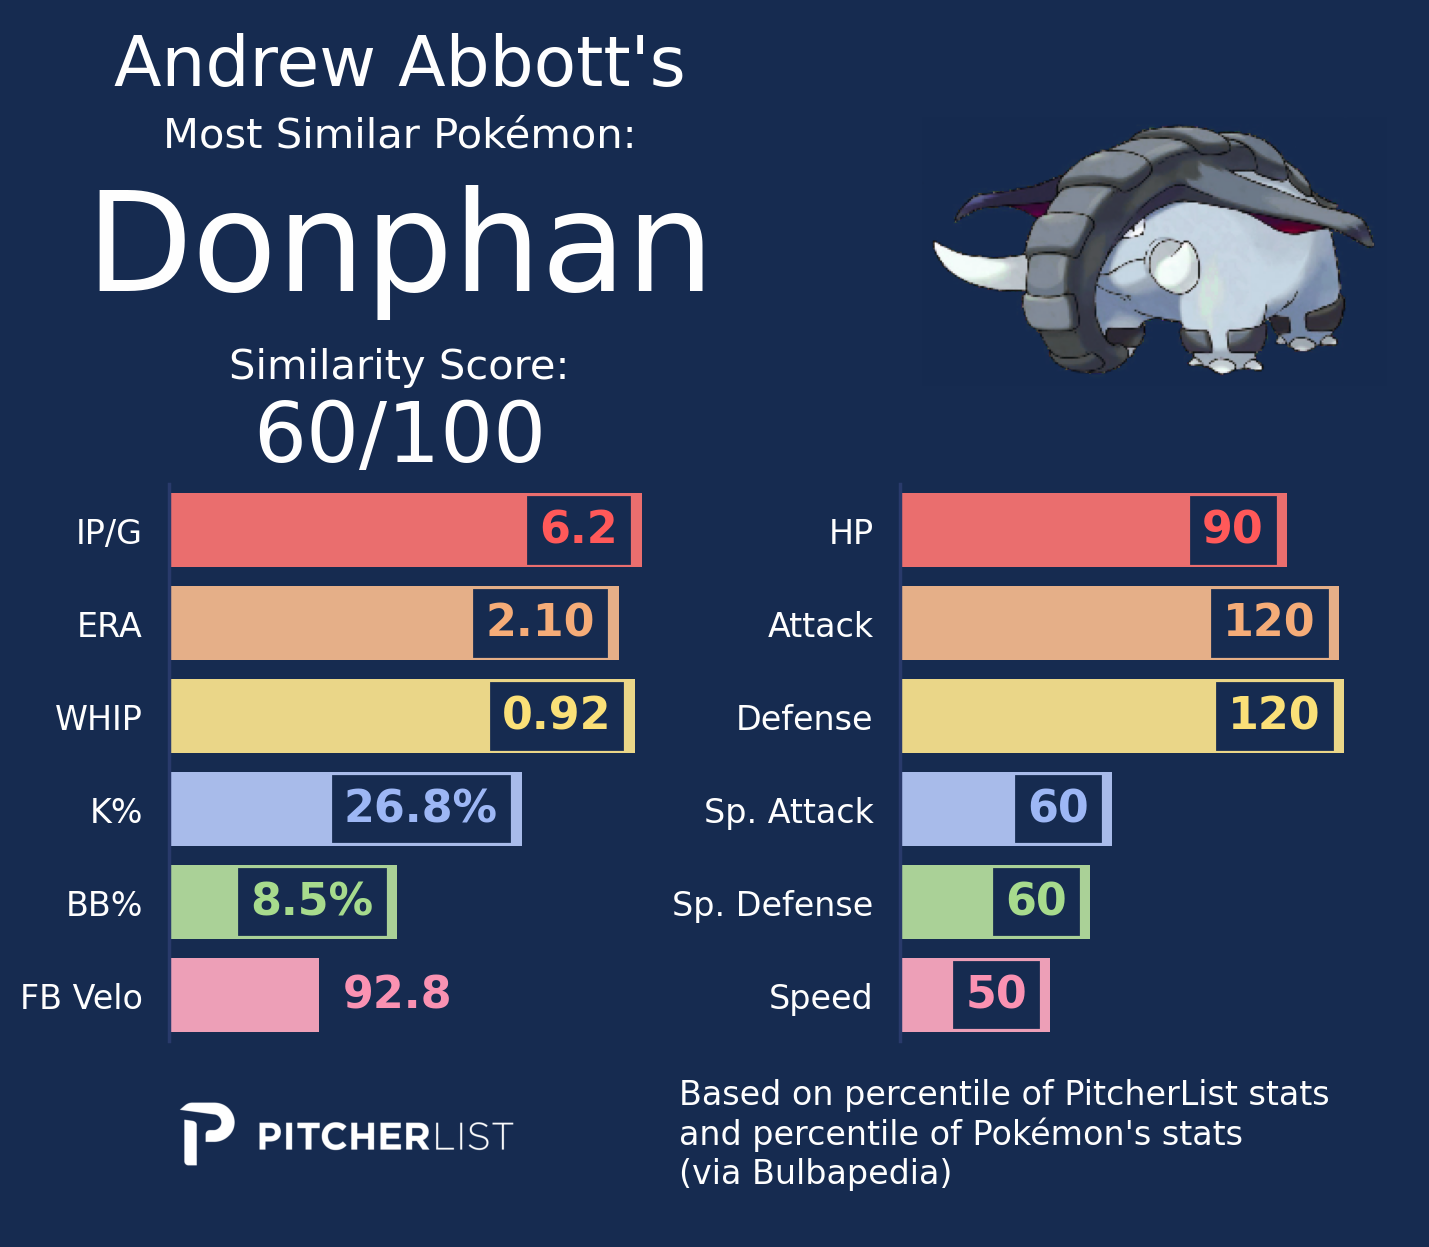 Andrew Abbott's
Most Similar Pokémon:
Donphan
Similarity Score:
60/100
IP/G 6.2
ERA 2.10
WHIP 0.92
K% 26.8%
BB% 8.5%
FB Velo 92.8
HP 90
Attack 120
Defense 120
Sp. Attack 60
Sp. Defense 60
Speed 50
PITCHERLIST
Based on percentile of PitcherList stats
and percentile of Pokémon's stats
(via Bulbapedia)